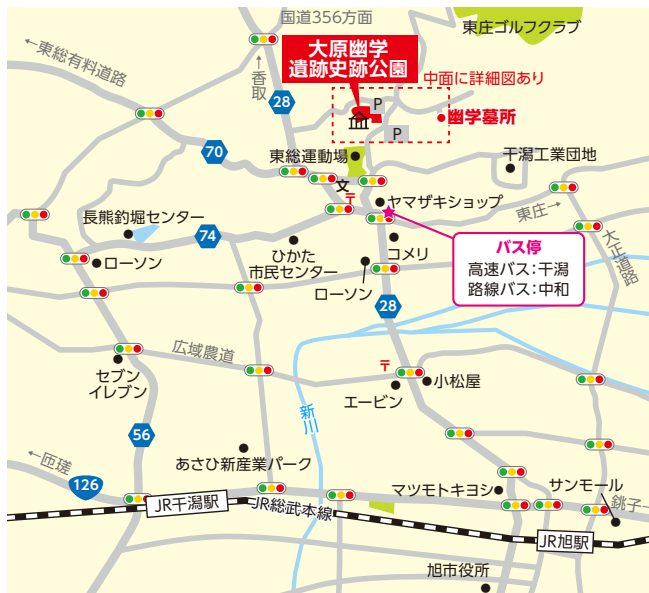 国道356方面
東庄ゴルフクラブ
←東総有料道路
←香取
大原幽学
遺跡史跡公園
中面に詳細図あり
28
P
幽学墓所
P
70
東総運動場
干潟工業団地
文
〒
ヤマザキショップ
東庄→
長熊釣堀センター
74
大正道路
バス停
高速バス:干潟
路線バス:中和
ローソン
ひかた
市民センター
コメリ
ローソン
28
広域農道
セブン
イレブン
〒
小松屋
エービン
新川
56
←匝瑳
あさひ新産業パーク
126
マツモトキヨシ
サンモール
JR干潟駅
JR総武本線
銚子→
JR旭駅
旭市役所